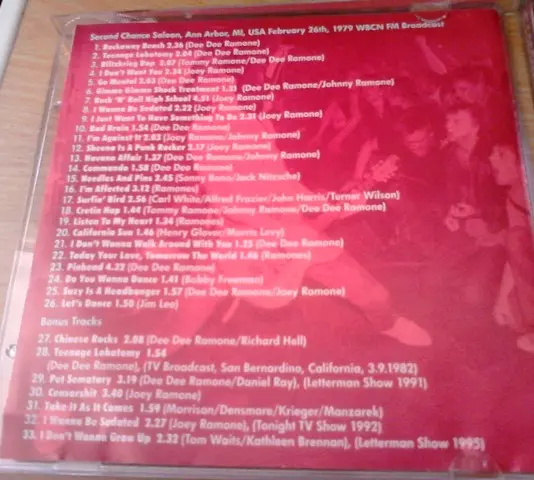 Second Chance Saloon, Ann Arbor, MI, USA February 26th, 1979 WBCN FM Broadcast
1. Rockaway Beach 2.36 (Dee Dee Ramone)
2. Teenage Lobotomy 2.04 (Dee Dee Ramone)
3. Blitzkrieg Bop 2.07 (Tommy Ramone/Dee Dee Ramone)
4. I Don't Want You 2.24 (Joey Ramone)
5. Go Mental 2.03 (Dee Dee Ramone)
6. Gimme Gimme Shock Treatment 1.31 (Dee Dee Ramone/Johnny Ramone)
7. Rock 'N' Roll High School 4.51 (Joey Ramone)
8. I Wanna Be Sedated 2.22 (Joey Ramone)
9. I Just Want To Have Something To Do 2.31 (Joey Ramone)
10. Bad Brain 1.54 (Dee Dee Ramone)
11. I'm Against It 2.03 (Joey Ramone/Johnny Ramone)
12. Sheena Is A Punk Rocker 2.17 (Joey Ramone)
13. Havana Affair 1.37 (Dee Dee Ramone/Johnny Ramone)
14. Commando 1.58 (Dee Dee Ramone)
15. Needles And Pins 2.45 (Sonny Bono/Jack Nitzsche)
16. I'm Affected 3.12 (Ramones)
17. Surfin' Bird 2.56 (Carl White/Alfred Frazier/John Harris/Turner Wilson)
18. Cretin Hop 1.44 (Tommy Ramone/Johnny Ramone/Dee Dee Ramone)
19. Listen To My Heart 1.36 (Ramones)
20. California Sun 1.46 (Henry Glover/Morris Levy)
21. I Don't Wanna Walk Around With You 1.25 (Dee Dee Ramone)
22. Today Your Love, Tomorrow The World 1.46 (Ramones)
23. Pinhead 4.22 (Dee Dee Ramone)
24. Do You Wanna Dance 1.41 (Bobby Freeman)
25. Suzy Is A Headbanger 1.57 (Dee Dee Ramone/Joey Ramone)
26. Let's Dance 1.50 (Jim Lee)
Bonus Tracks
27. Chinese Rocks 2.08 (Dee Dee Ramone/Richard Hell)
28. Teenage Lobotomy 1.54
(Dee Dee Ramone), (TV Broadcast, San Bernardino, California, 3.9.1982)
29. Pet Sematary 3.19 (Dee Dee Ramone/Daniel Ray), (Letterman Show 1991)
30. Censorshit 3.40 (Joey Ramone)
31. Take It As It Comes 1.59 (Morrison/Densmore/Krieger/Manzarek)
32. I Wanna Be Sedated 2.27 (Joey Ramone), (Tonight TV Show 1992)
33. I Don't Wanna Grow Up 2.32 (Tom Waits/Kathleen Brennan), (Letterman Show 1995)